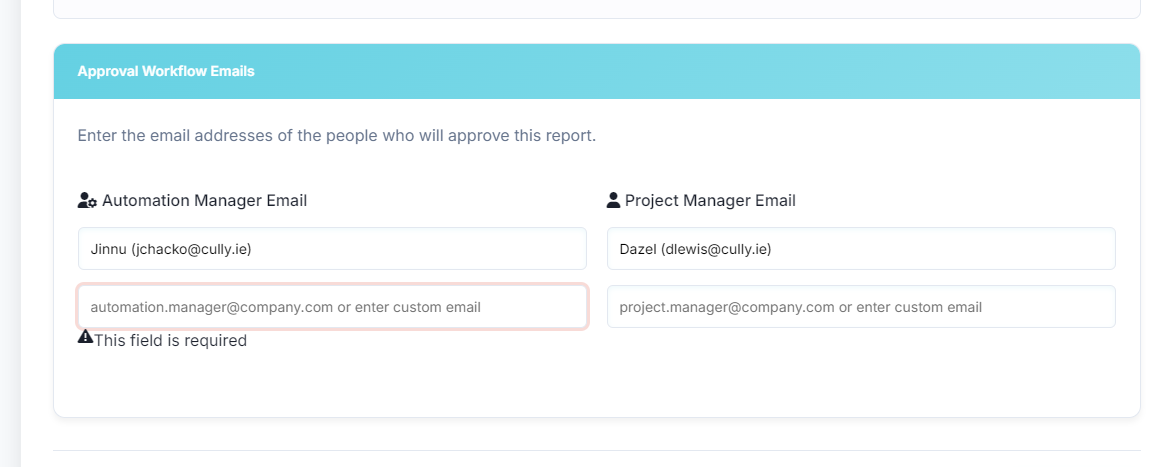 Approval Workflow Emails
Enter the email addresses of the people who will approve this report.
Automation Manager Email
Project Manager Email
Jinnu (jchacko@cully.ie)
Dazel (dlewis@cully.ie)
automation.manager@company.com or enter custom email
project.manager@company.com or enter custom email
This field is required